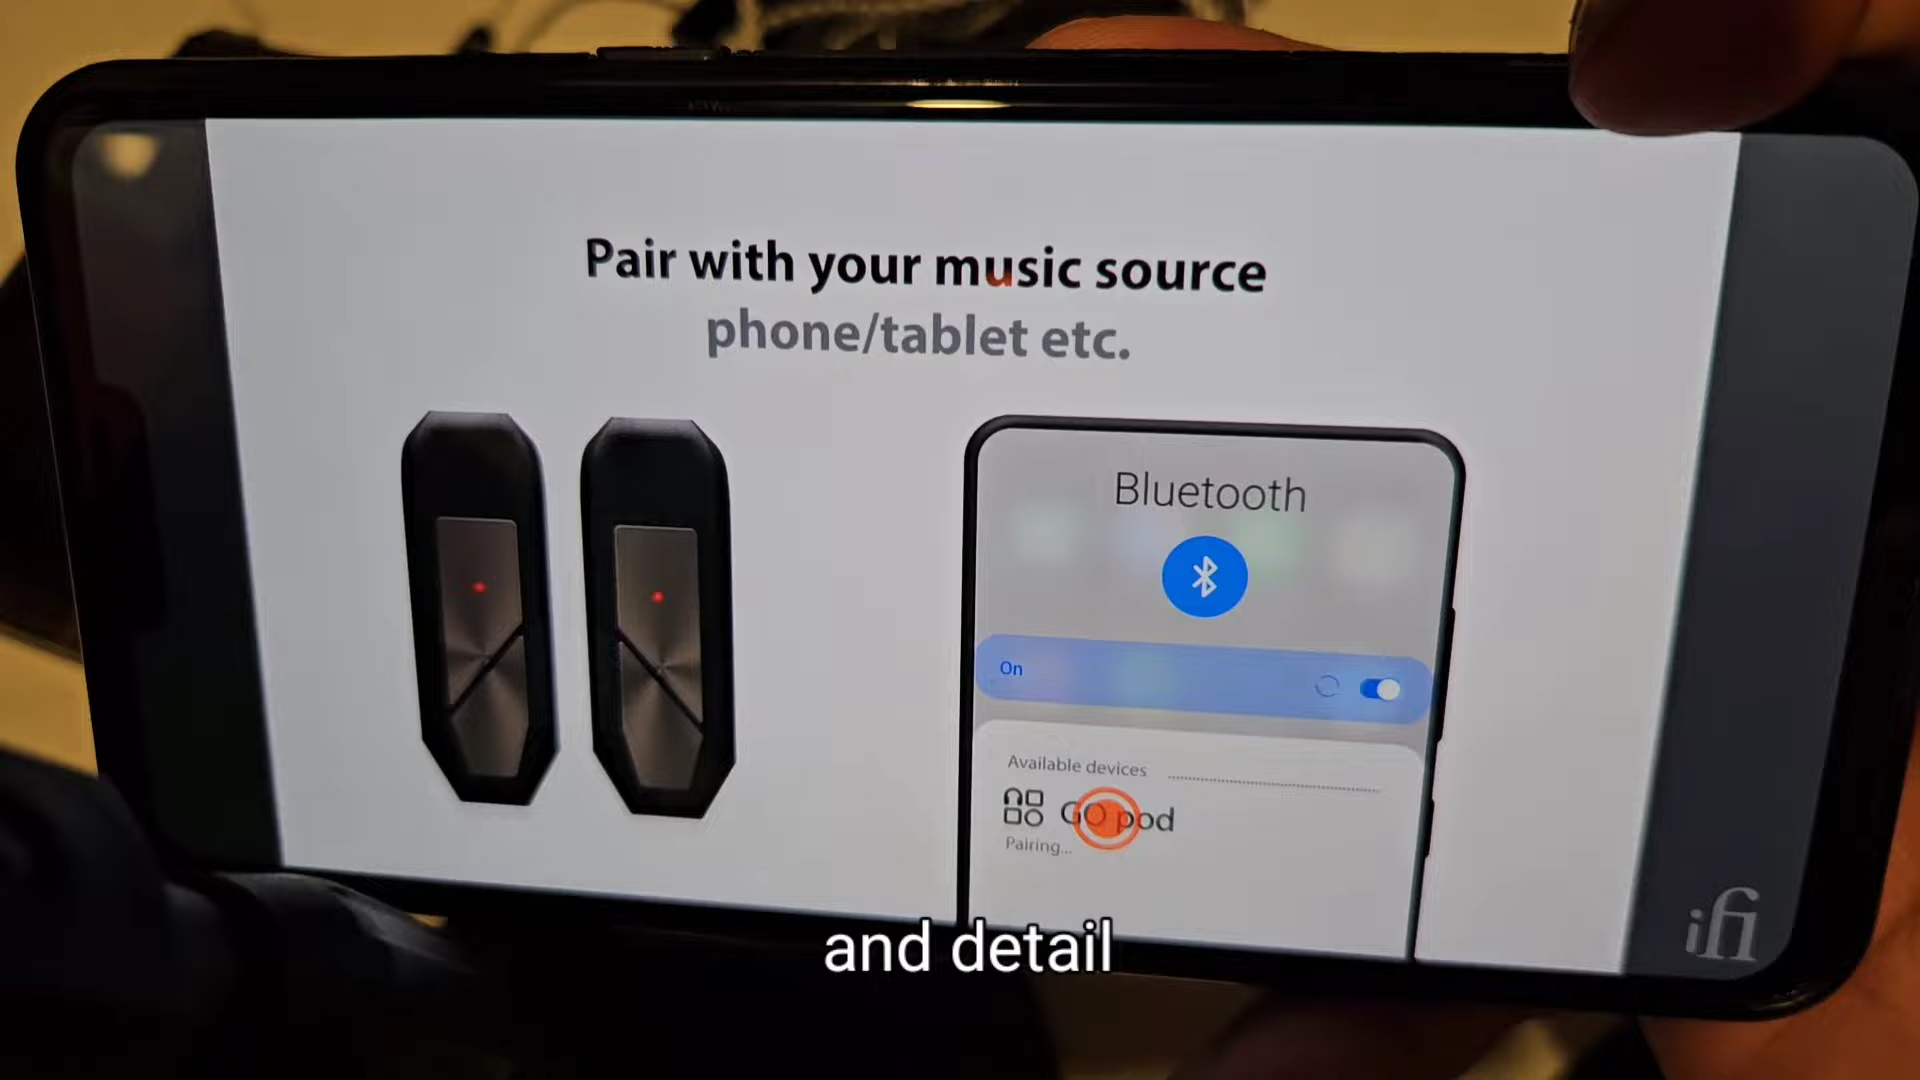 Pair with your music source
phone/tablet etc.
Bluetooth
On
Available devices
GO pod
Pairing...
ifi
and detail